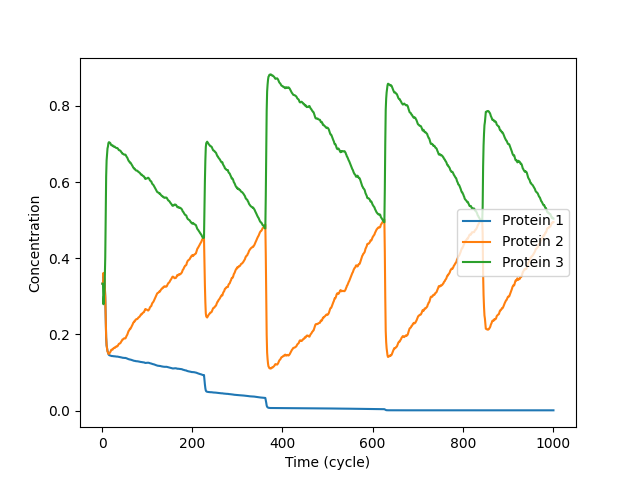 Concentration
0.8
0.6
0.4
0.2
0.0
Protein 1
Protein 2
Protein 3
0 200 400 600 800 1000
Time (cycle)